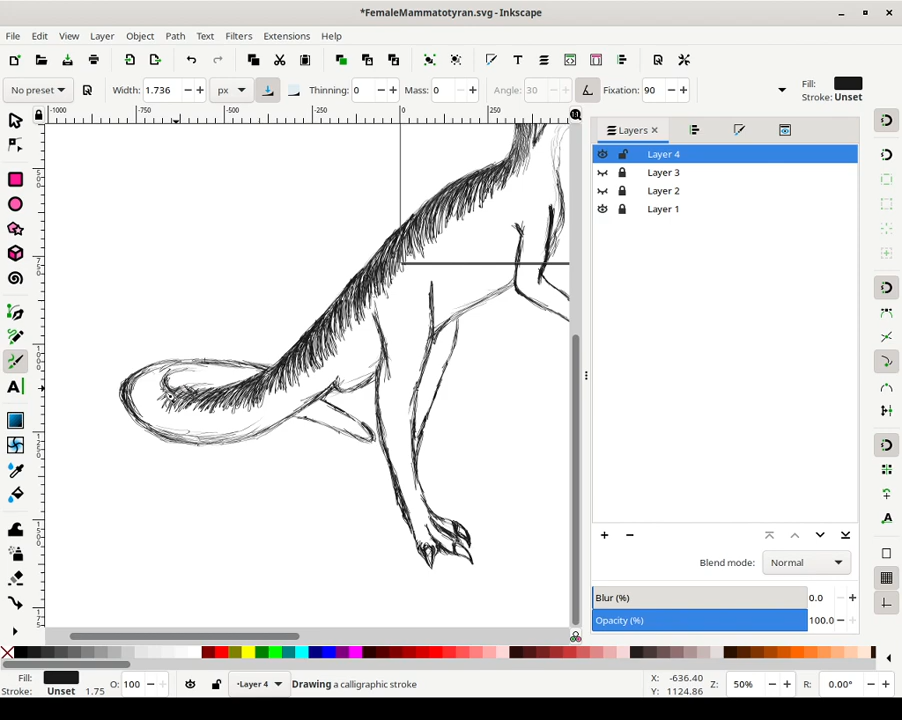 *FemaleMammatotyran.svg - Inkscape
File Edit View Layer Object Path Text Filters Extensions Help
No preset Width: 1.736 px Thinning: 0 Mass: 0 Angle: 30 Fixation: 90 Fill:
Stroke: Unset
-1000 -750 -500 -250 0 250
Layers
Layer 4
Layer 3
Layer 2
Layer 1
Blend mode: Normal
Blur (%) 0.0
Opacity (%) 100.0
Fill: O: 100 Layer 4 Drawing a calligraphic stroke X: -636.40 Z: 50% R: 0.00°
Stroke: Unset 1.75 Y: 1124.86